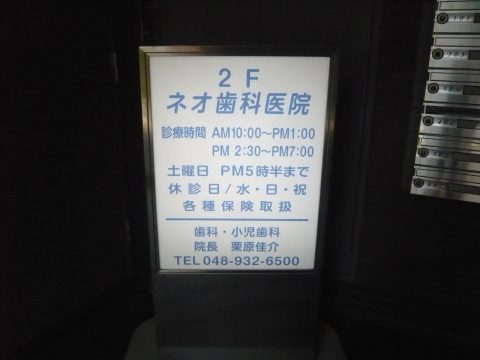 2F
ネオ歯科医院
診療時間 AM10:00～PM1:00
PM 2:30～PM7:00
土曜日 PM5時半まで
休診日/水・日・祝
各種保険取扱
歯科・小児歯科
院長 栗原佳介
TEL048-932-6500